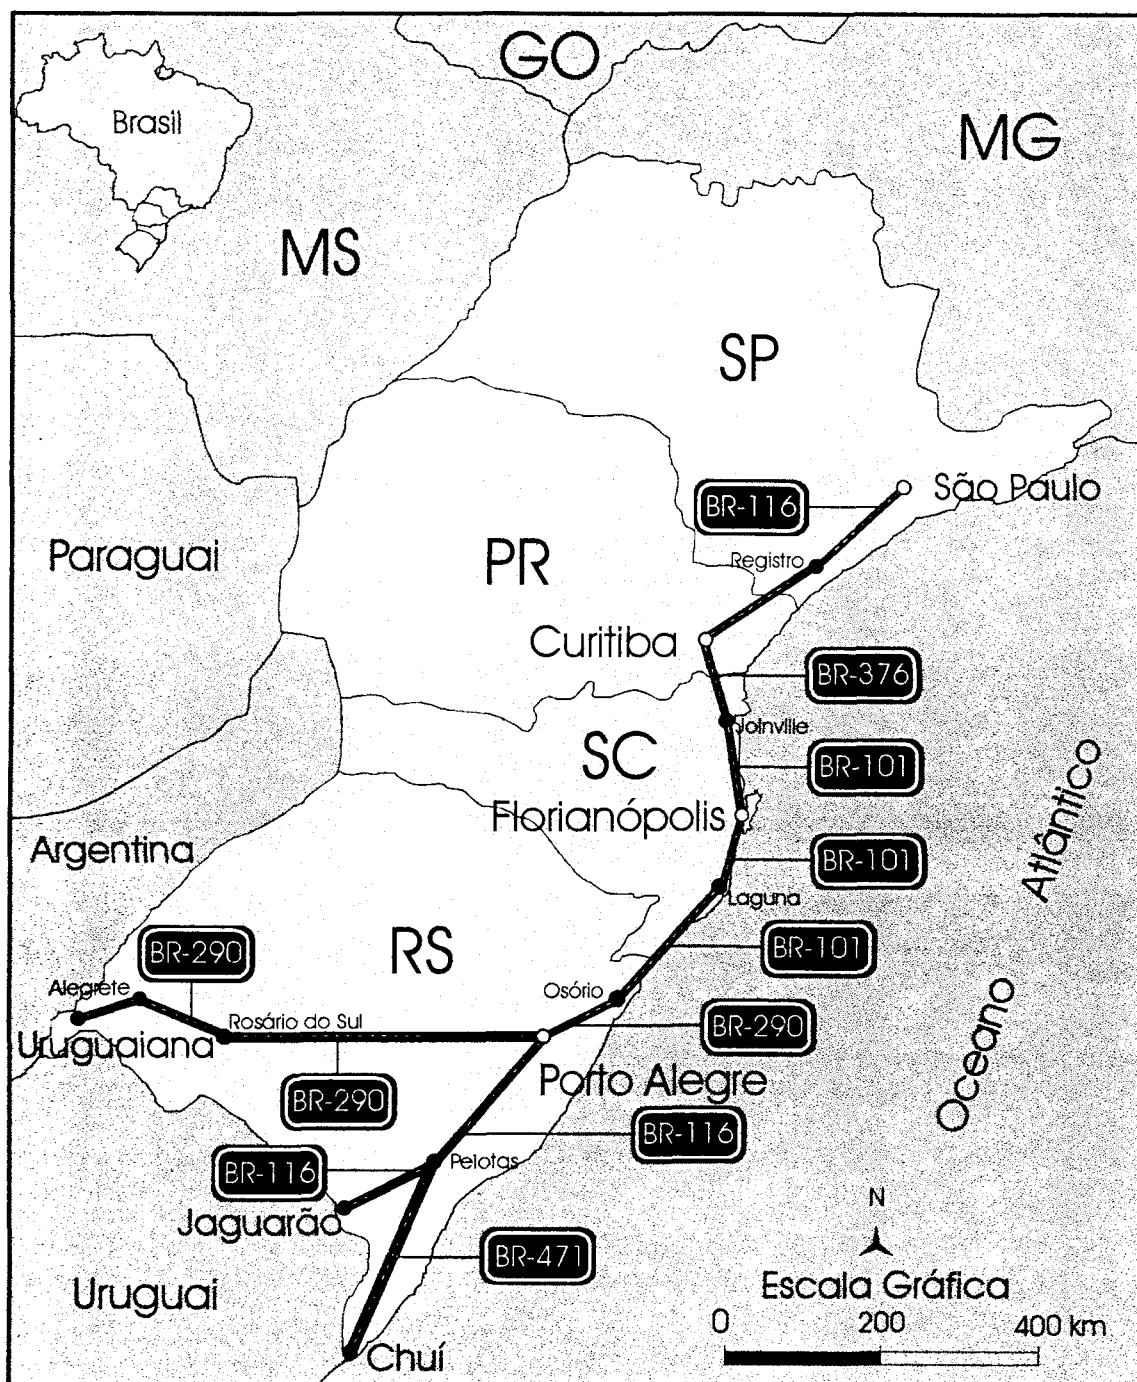 GO
Brasil
MG
MS
SP
BR-116
São Paulo
Paraguai
PR
Registro
Curitiba
BR-376
Joinville
SC
BR-101
Florianópolis
Argentina
BR-101
Laguna
Atlântico
BR-290
RS
BR-101
Alegrete
Osório
Uruguaiana
Rosário do Sul
BR-290
Oceano
BR-290
Porto Alegre
BR-116
BR-116
Pelotas
Jaguarão
N
BR-471
Uruguai
Escala Gráfica
0 200 400 km
Chuí